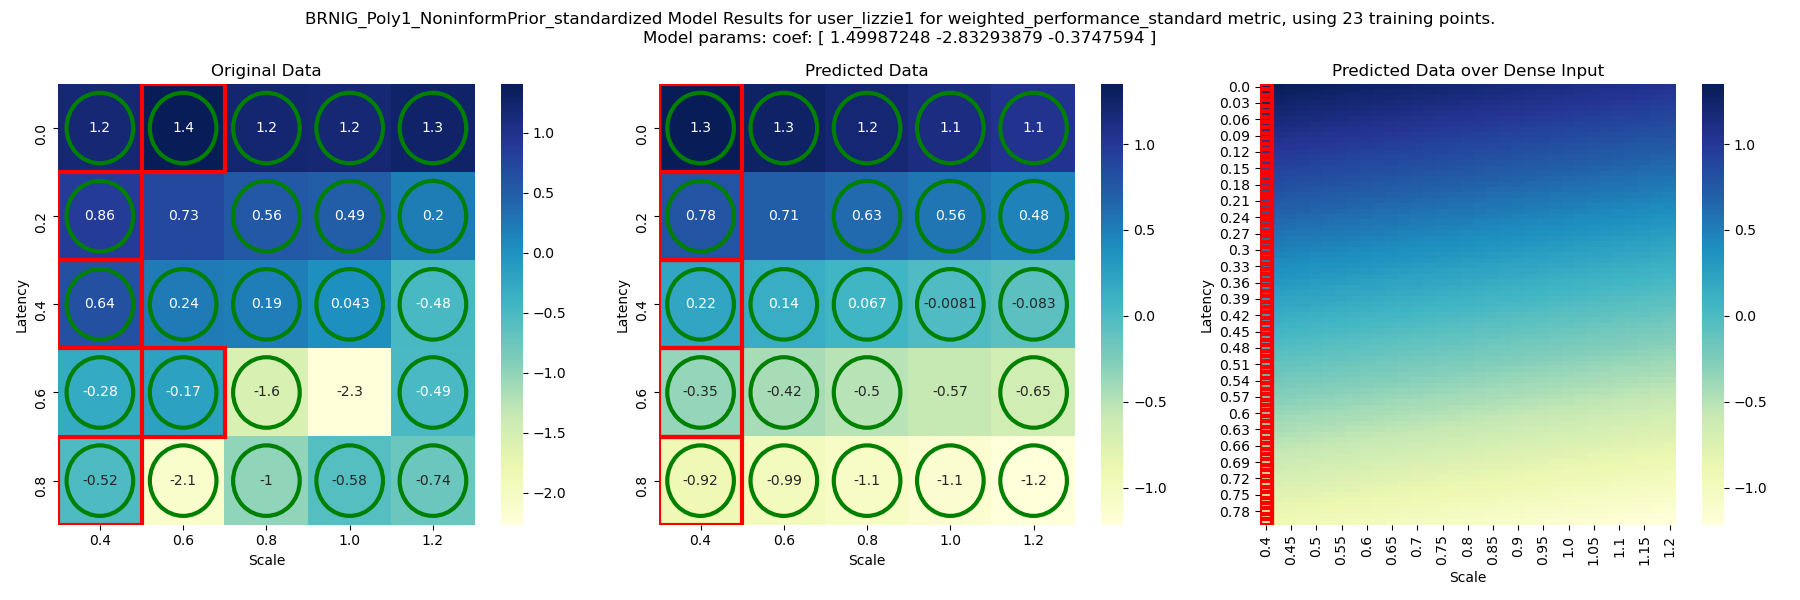 BRNIG_Poly1_NoninformPrior_standardized Model Results for user_lizzie1 for weighted_performance_standard metric, using 23 training points.
Model params: coef: [ 1.49987248 -2.83293879 -0.3747594 ]
Original Data
Latency
0.0 1.2 1.4 1.2 1.2 1.3
0.2 0.86 0.73 0.56 0.49 0.2
0.4 0.64 0.24 0.19 0.043 -0.48
0.6 -0.28 -0.17 -1.6 -2.3 -0.49
0.8 -0.52 -2.1 -1 -0.58 -0.74
0.4 0.6 0.8 1.0 1.2
Scale
1.0
0.5
0.0
−0.5
−1.0
−1.5
−2.0
Predicted Data
Latency
0.0 1.3 1.3 1.2 1.1 1.1
0.2 0.78 0.71 0.63 0.56 0.48
0.4 0.22 0.14 0.067 -0.0081 -0.083
0.6 -0.35 -0.42 -0.5 -0.57 -0.65
0.8 -0.92 -0.99 -1.1 -1.1 -1.2
0.4 0.6 0.8 1.0 1.2
Scale
1.0
0.5
0.0
−0.5
−1.0
Predicted Data over Dense Input
Latency
0.0
0.03
0.06
0.09
0.12
0.15
0.18
0.21
0.24
0.27
0.3
0.33
0.36
0.39
0.42
0.45
0.48
0.51
0.54
0.57
0.6
0.63
0.66
0.69
0.72
0.75
0.78
0.4 0.45 0.5 0.55 0.6 0.65 0.7 0.75 0.8 0.85 0.9 0.95 1.0 1.05 1.1 1.15 1.2
Scale
1.0
0.5
0.0
−0.5
−1.0